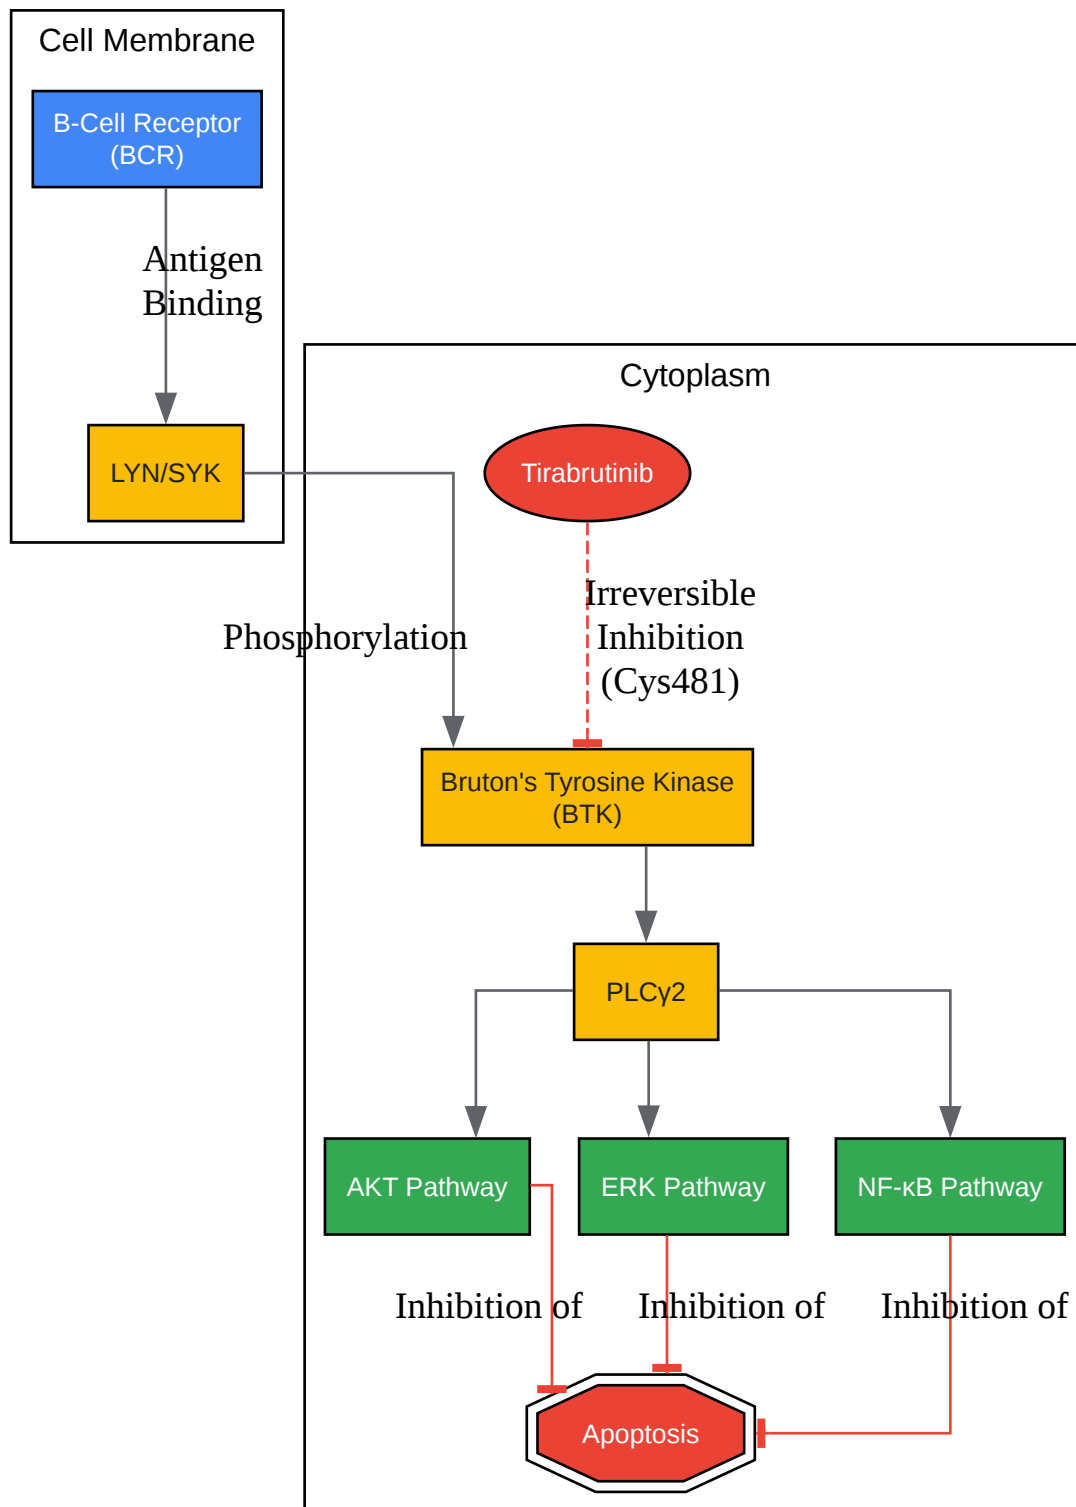 Cell Membrane
B-Cell Receptor
(BCR)
Antigen
Binding
LYN/SYK
Cytoplasm
Tirabrutinib
Phosphorylation
Irreversible
Inhibition
(Cys481)
Bruton's Tyrosine Kinase
(BTK)
PLCγ2
AKT Pathway
ERK Pathway
NF-κB Pathway
Inhibition of
Inhibition of
Inhibition of
Apoptosis